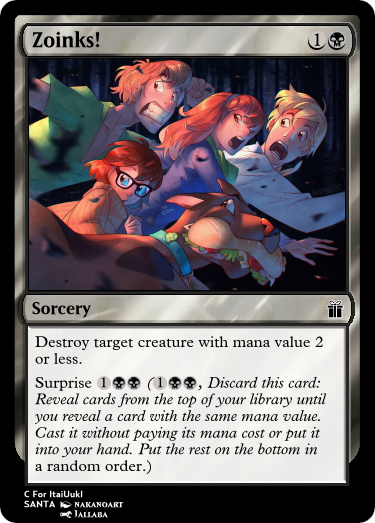 Zoinks! 1
Sorcery
Destroy target creature with mana value 2
or less.
Surprise 1 (1, Discard this card:
Reveal cards from the top of your library until
you reveal a card with the same mana value.
Cast it without paying its mana cost or put it
into your hand. Put the rest on the bottom in
a random order.)
C For ItaiUukI
SANTA NAKANOART
JALLABA